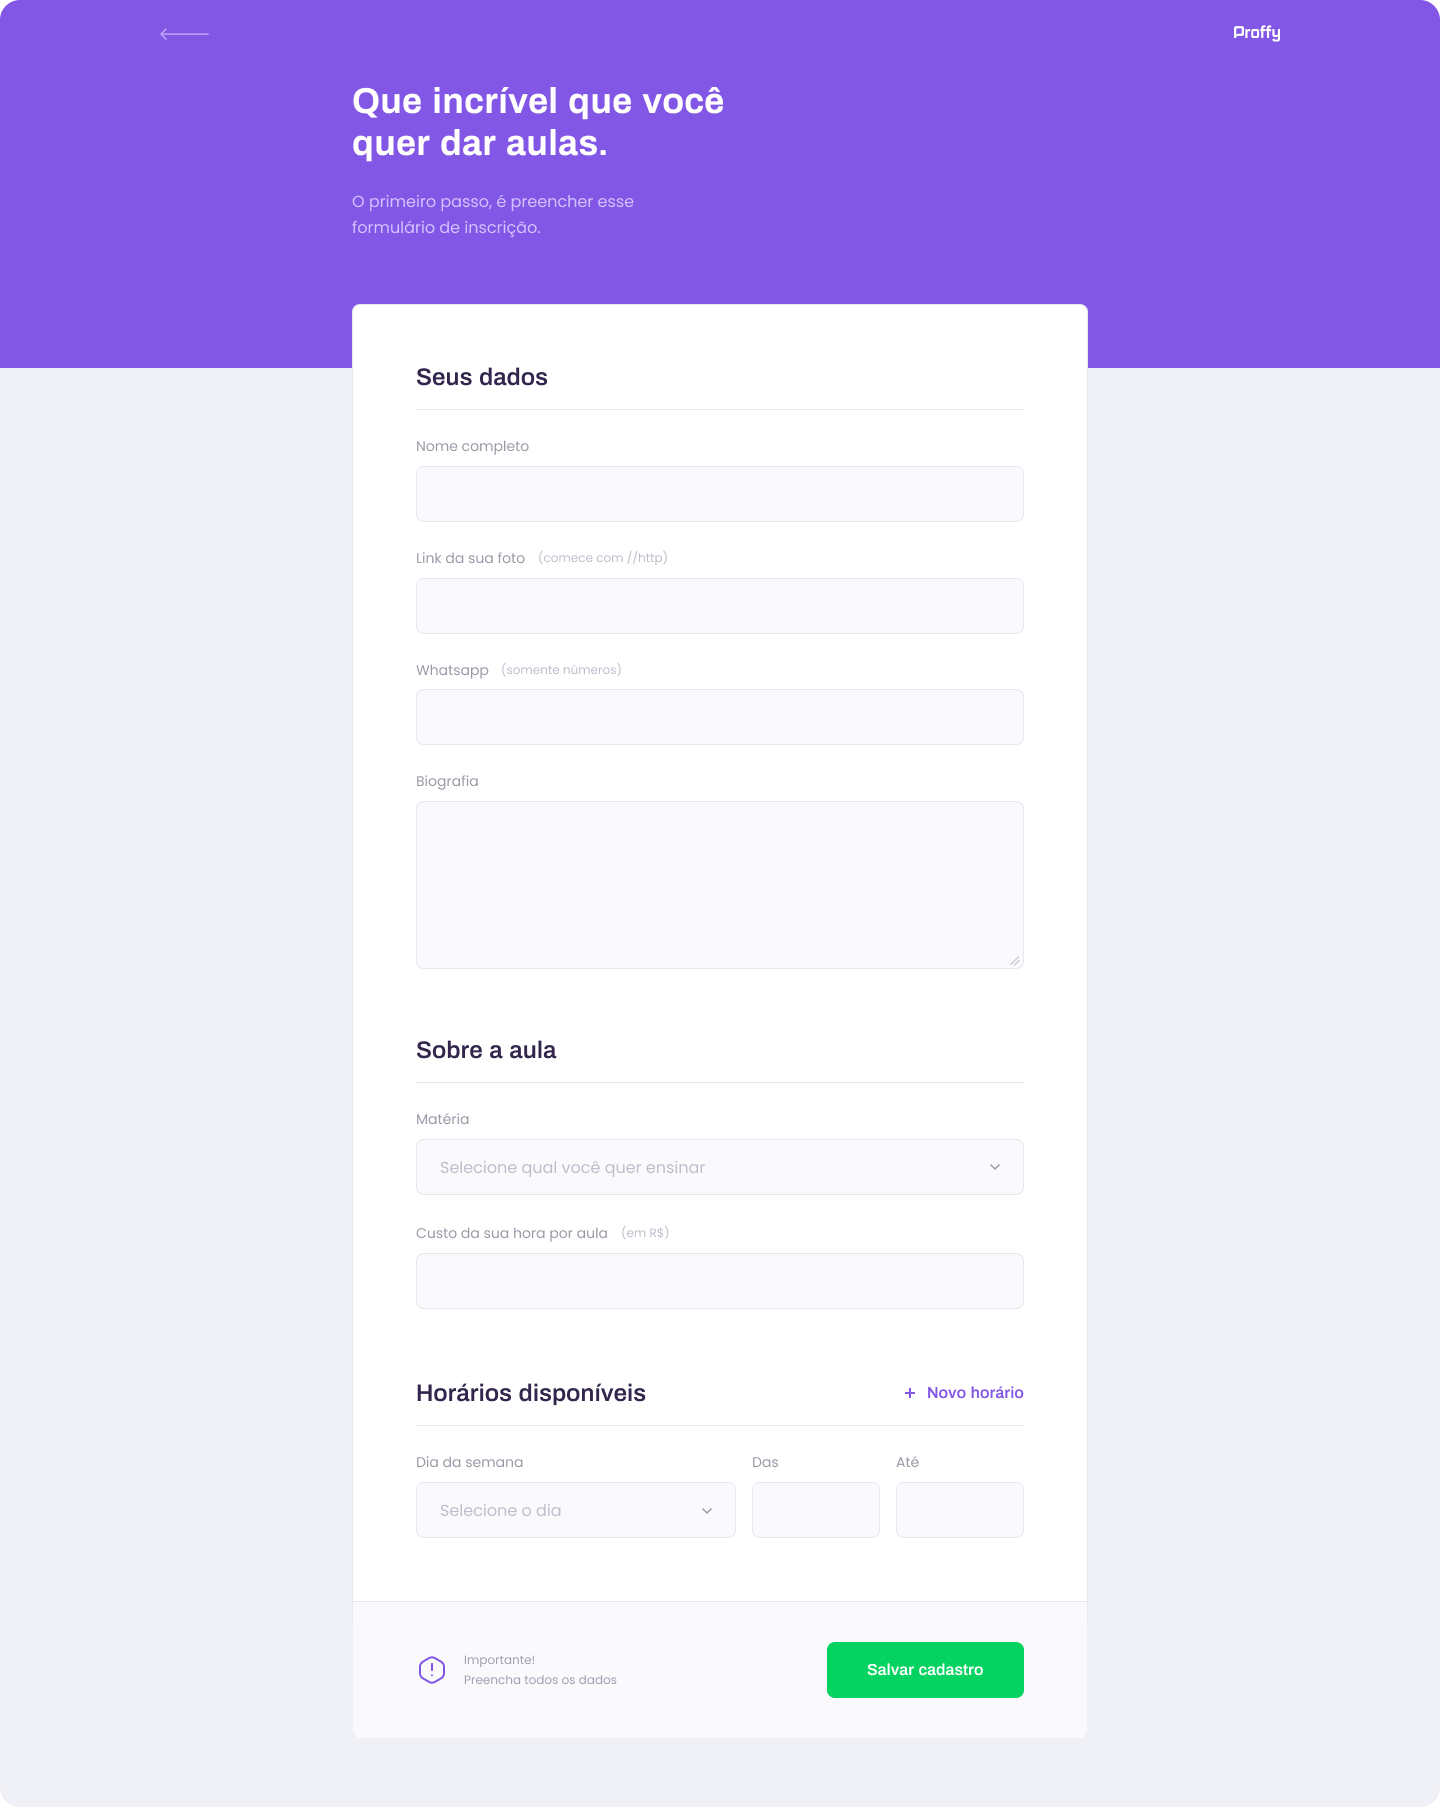 Proffy
Que incrível que você
quer dar aulas.
O primeiro passo, é preencher esse
formulário de inscrição.
Seus dados
Nome completo
Link da sua foto (comece com //http)
Whatsapp (somente números)
Biografia
Sobre a aula
Matéria
Selecione qual você quer ensinar
Custo da sua hora por aula (em R$)
Horários disponíveis + Novo horário
Dia da semana Das Até
Selecione o dia
Importante!
Preencha todos os dados
Salvar cadastro